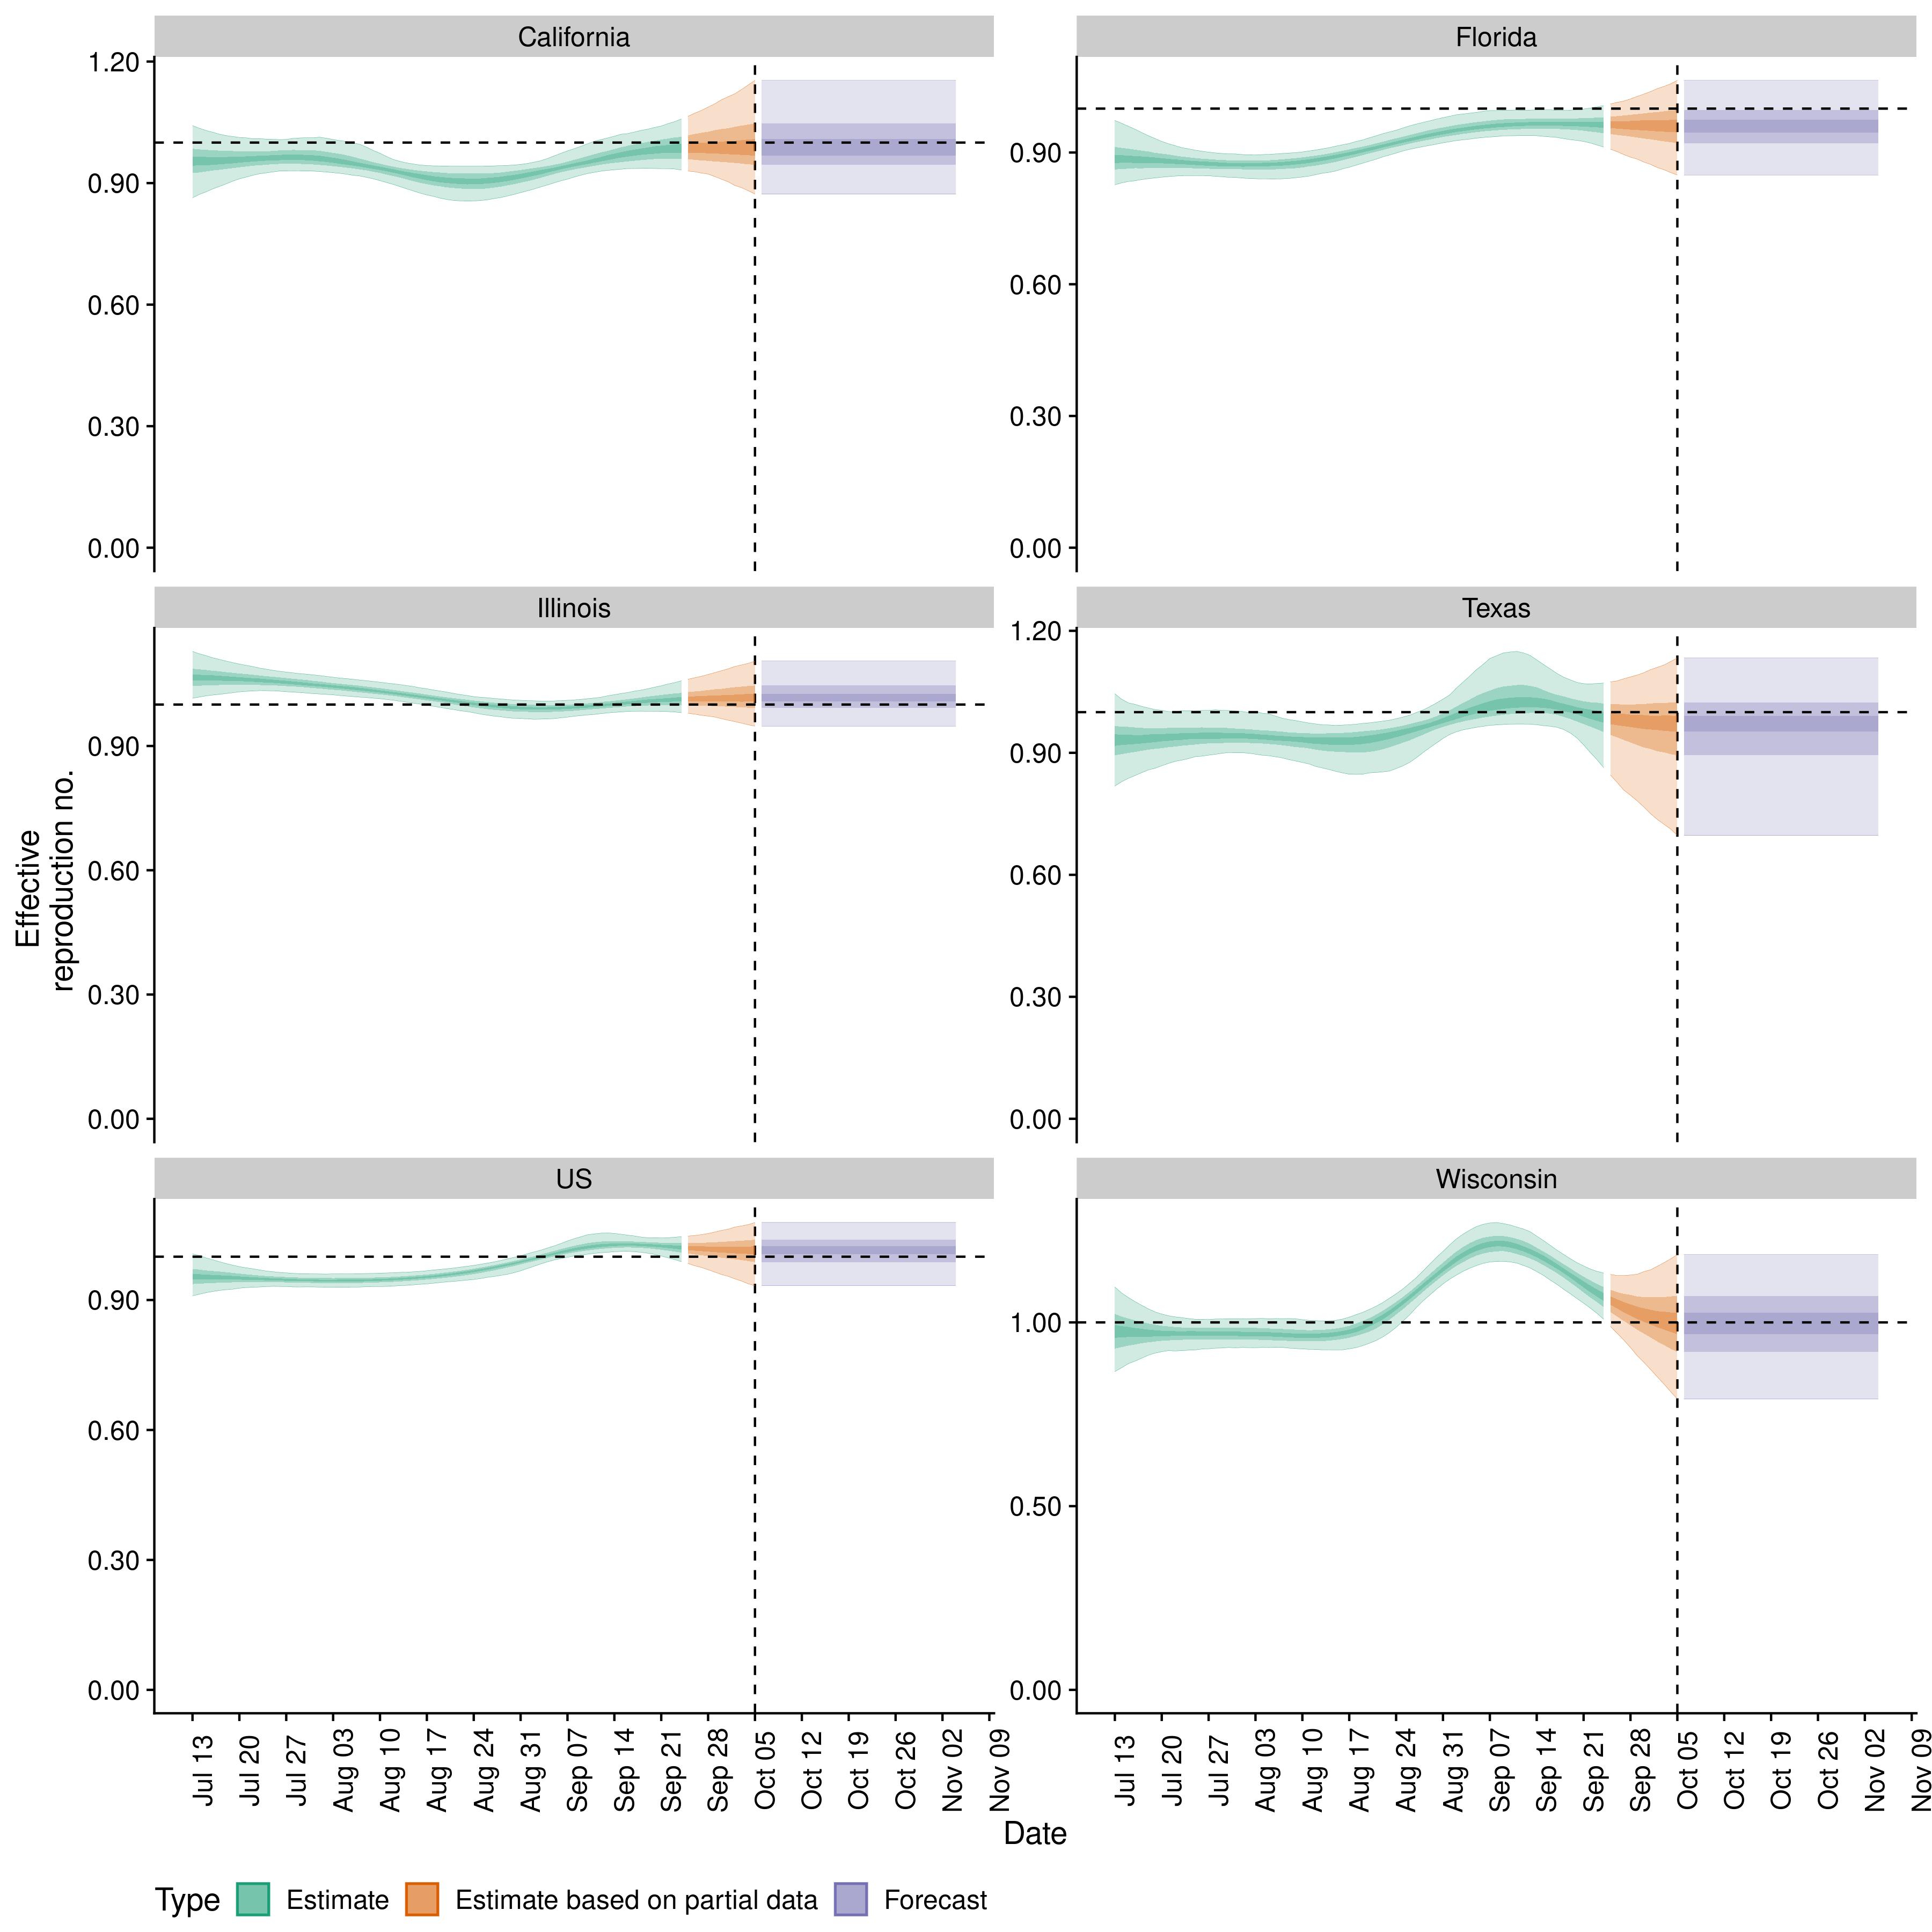 California
Florida
1.20
0.90
0.60
0.30
0.00
0.90
0.60
0.30
0.00
Illinois
Texas
0.90
0.60
0.30
0.00
1.20
0.90
0.60
0.30
0.00
Effective
reproduction no.
US
Wisconsin
0.90
0.60
0.30
0.00
1.00
0.50
0.00
Jul 13
Jul 20
Jul 27
Aug 03
Aug 10
Aug 17
Aug 24
Aug 31
Sep 07
Sep 14
Sep 21
Sep 28
Oct 05
Oct 12
Oct 19
Oct 26
Nov 02
Nov 09
Jul 13
Jul 20
Jul 27
Aug 03
Aug 10
Aug 17
Aug 24
Aug 31
Sep 07
Sep 14
Sep 21
Sep 28
Oct 05
Oct 12
Oct 19
Oct 26
Nov 02
Nov 09
Date
Type Estimate Estimate based on partial data Forecast